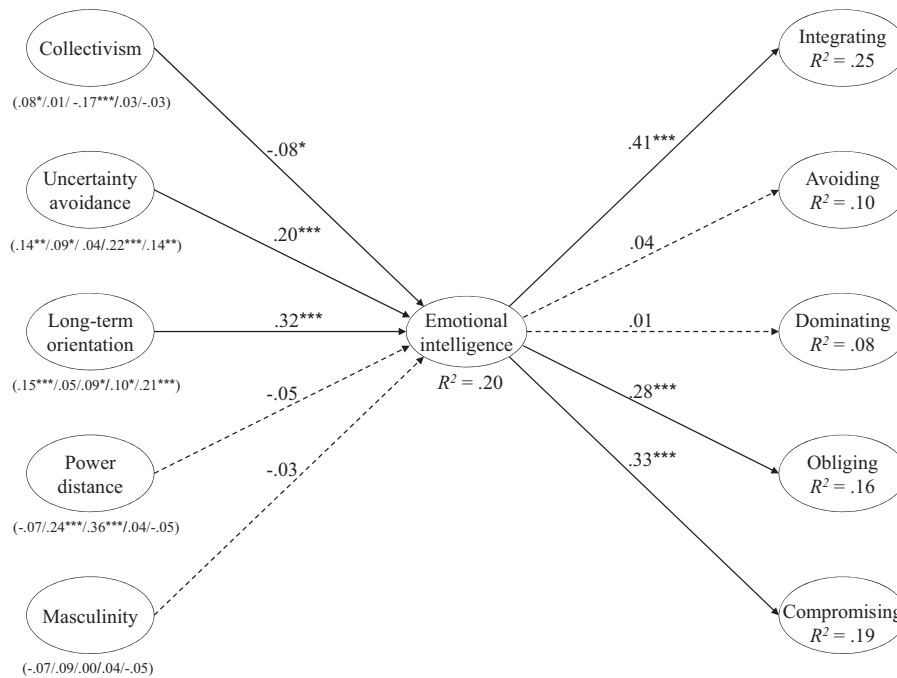 Collectivism
(.08*/.01/ -.17***/.03/-.03)
Uncertainty
avoidance
(.14**/.09*/ .04/.22***/.14**)
Long-term
orientation
(.15***/.05/.09*/.10*/.21***)
Power
distance
(-.07/.24***/.36***/.04/-.05)
Masculinity
(-.07/.09/.00/.04/-.05)
-.08*
.20***
.32***
-.05
-.03
Emotional
intelligence
R² = .20
.41***
.04
.01
.28***
.33***
Integrating
R² = .25
Avoiding
R² = .10
Dominating
R² = .08
Obliging
R² = .16
Compromising
R² = .19